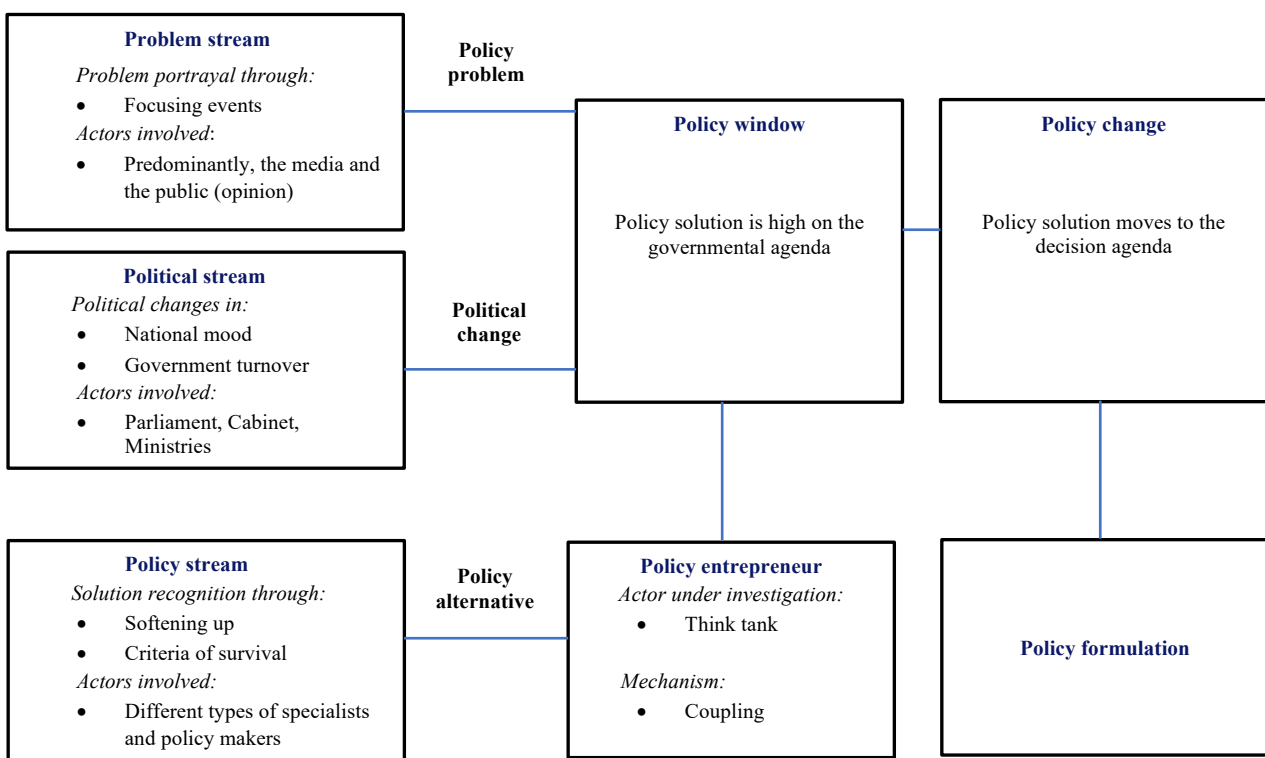 Problem stream
Problem portrayal through:
• Focusing events
Actors involved:
• Predominantly, the media and
the public (opinion)
Policy
problem
Political stream
Political changes in:
• National mood
• Government turnover
Actors involved:
• Parliament, Cabinet,
Ministries
Political
change
Policy window
Policy solution is high on the
governmental agenda
Policy change
Policy solution moves to the
decision agenda
Policy stream
Solution recognition through:
• Softening up
• Criteria of survival
Actors involved:
• Different types of specialists
and policy makers
Policy
alternative
Policy entrepreneur
Actor under investigation:
• Think tank
Mechanism:
• Coupling
Policy formulation